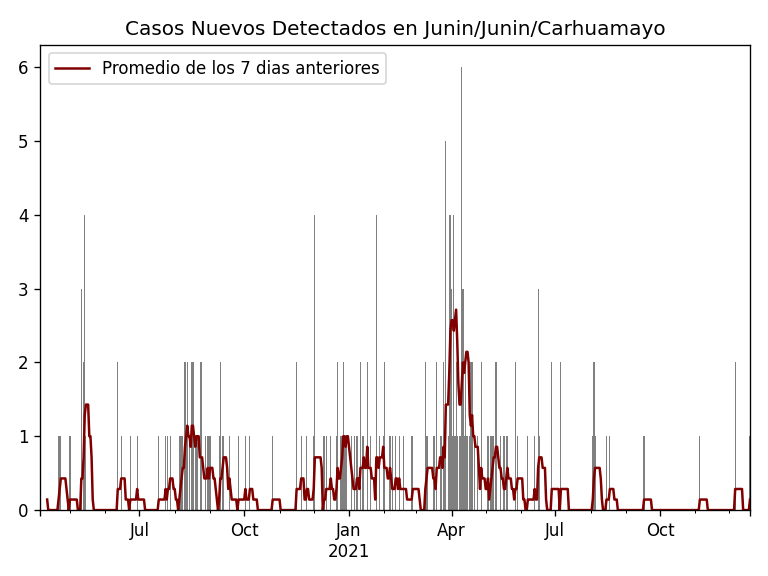 Casos Nuevos Detectados en Junin/Junin/Carhuamayo
Promedio de los 7 dias anteriores
6
5
4
3
2
1
0
Jul
Oct
Jan
2021
Apr
Jul
Oct